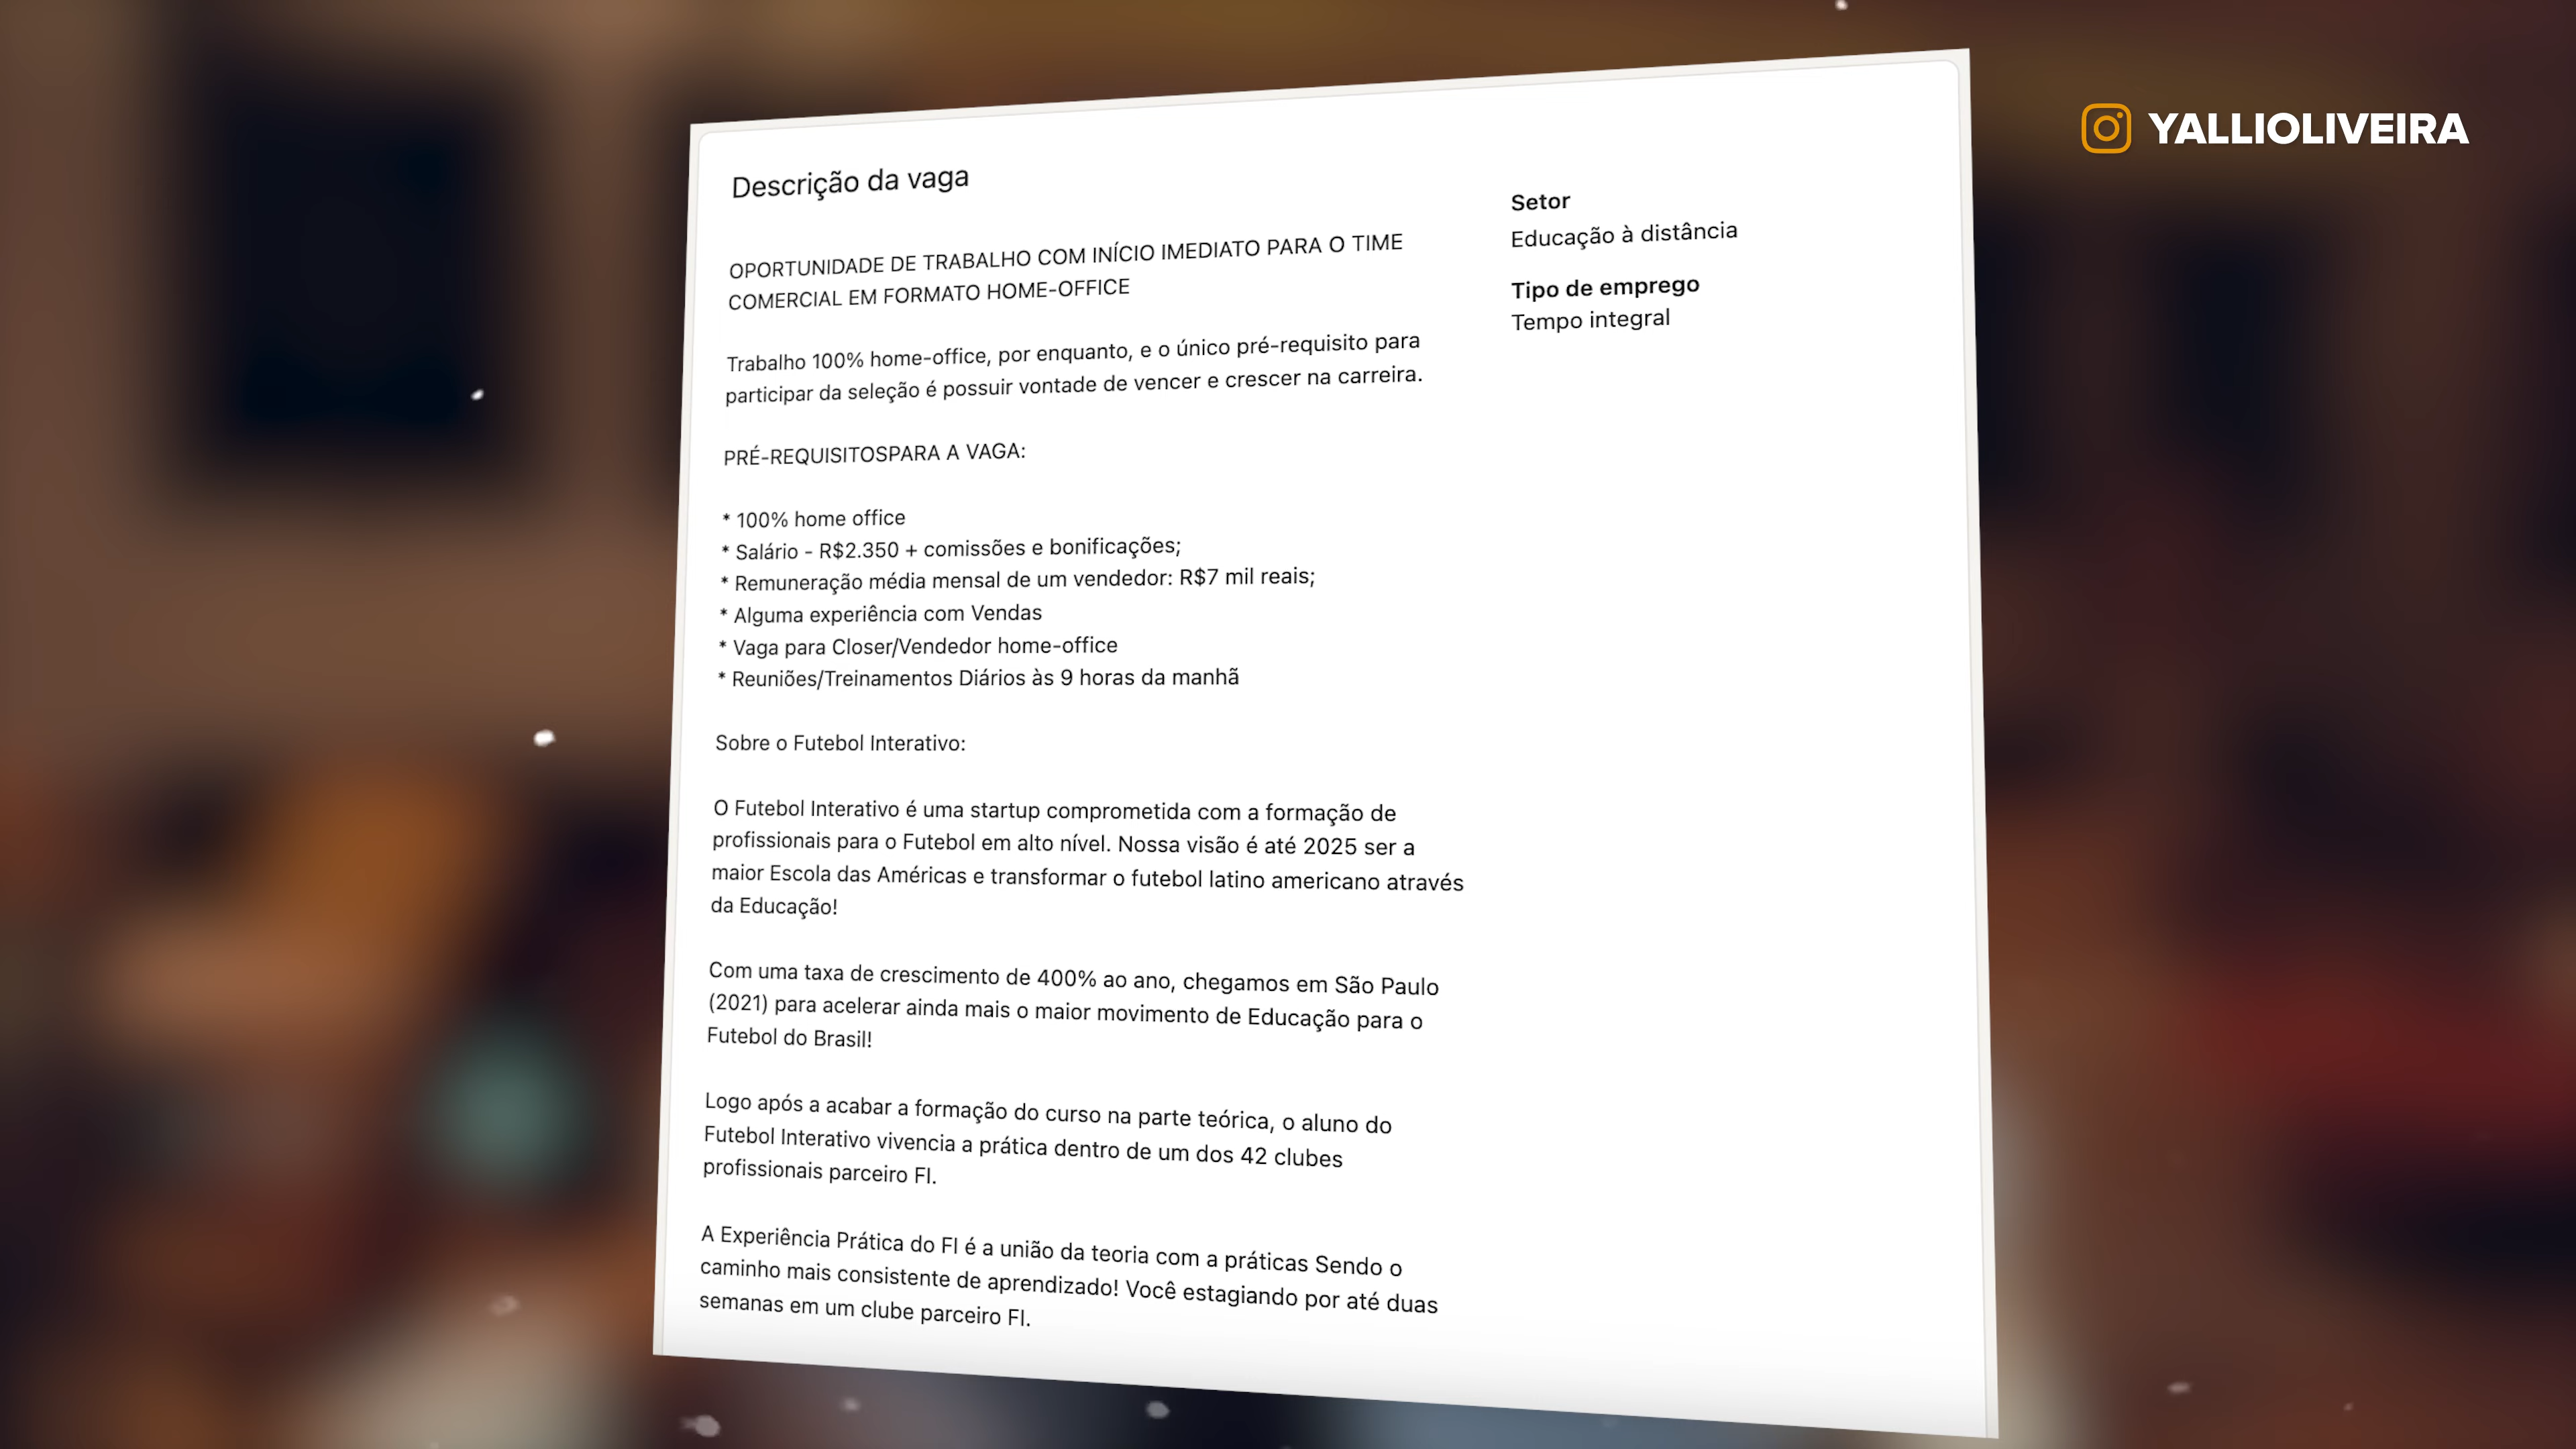 YALLIOLIVEIRA
Descrição da vaga
OPORTUNIDADE DE TRABALHO COM INÍCIO IMEDIATO PARA O TIME
COMERCIAL EM FORMATO HOME-OFFICE
Trabalho 100% home-office, por enquanto, e o único pré-requisito para
participar da seleção é possuir vontade de vencer e crescer na carreira.
PRÉ-REQUISITOSPARA A VAGA:
* 100% home office
* Salário - R$2.350 + comissões e bonificações;
* Remuneração média mensal de um vendedor: R$7 mil reais;
* Alguma experiência com Vendas
* Vaga para Closer/Vendedor home-office
* Reuniões/Treinamentos Diários às 9 horas da manhã
Sobre o Futebol Interativo:
O Futebol Interativo é uma startup comprometida com a formação de
profissionais para o Futebol em alto nível. Nossa visão é até 2025 ser a
maior Escola das Américas e transformar o futebol latino americano através
da Educação!
Com uma taxa de crescimento de 400% ao ano, chegamos em São Paulo
(2021) para acelerar ainda mais o maior movimento de Educação para o
Futebol do Brasil!
Logo após a acabar a formação do curso na parte teórica, o aluno do
Futebol Interativo vivencia a prática dentro de um dos 42 clubes
profissionais parceiro FI.
A Experiência Prática do FI é a união da teoria com a práticas Sendo o
caminho mais consistente de aprendizado! Você estagiando por até duas
semanas em um clube parceiro FI.
Setor
Educação à distância
Tipo de emprego
Tempo integral